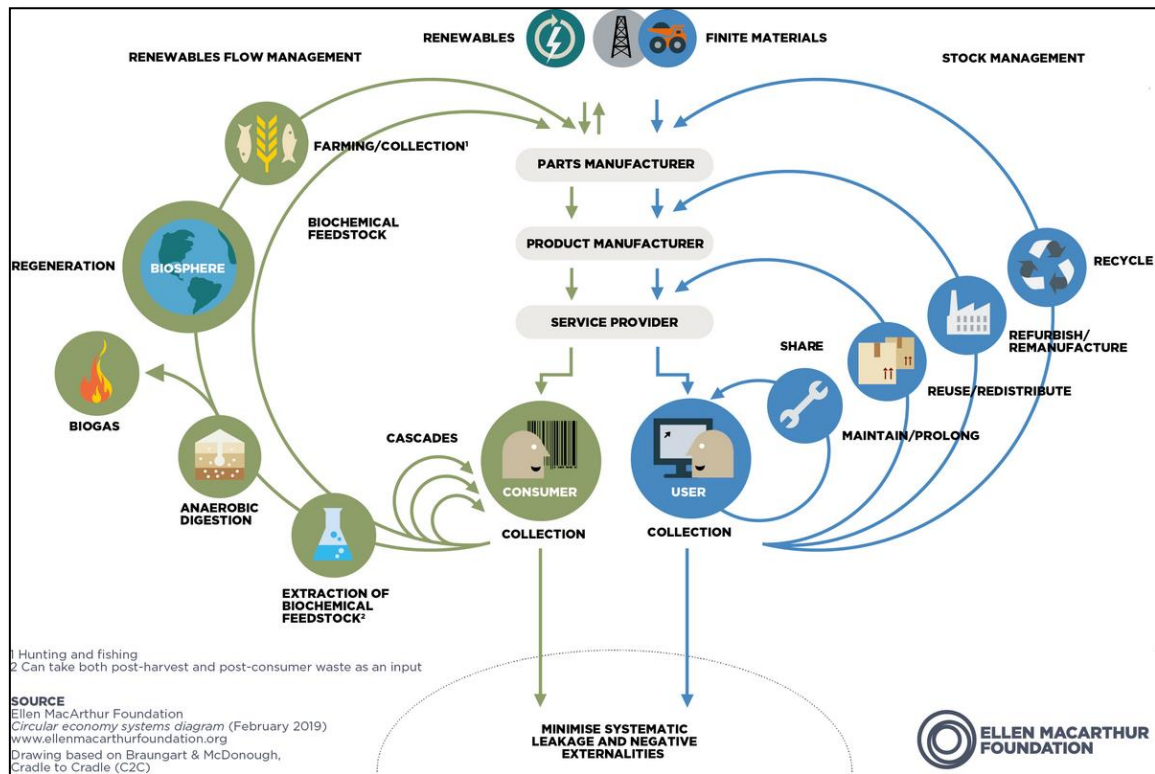 RENEWABLES
FINITE MATERIALS
RENEWABLES FLOW MANAGEMENT
STOCK MANAGEMENT
FARMING/COLLECTION¹
PARTS MANUFACTURER
BIOCHEMICAL
FEEDSTOCK
PRODUCT MANUFACTURER
REGENERATION
BIOSPHERE
RECYCLE
SERVICE PROVIDER
SHARE
REFURBISH/
REMANUFACTURE
REUSE/REDISTRIBUTE
BIOGAS
CASCADES
MAINTAIN/PROLONG
CONSUMER
USER
ANAEROBIC
DIGESTION
COLLECTION
COLLECTION
EXTRACTION OF
BIOCHEMICAL
FEEDSTOCK²
1 Hunting and fishing
2 Can take both post-harvest and post-consumer waste as an input
SOURCE
Ellen MacArthur Foundation
Circular economy systems diagram (February 2019)
www.ellenmacarthurfoundation.org
Drawing based on Braungart & McDonough,
Cradle to Cradle (C2C)
MINIMISE SYSTEMATIC
LEAKAGE AND NEGATIVE
EXTERNALITIES
ELLEN MACARTHUR
FOUNDATION